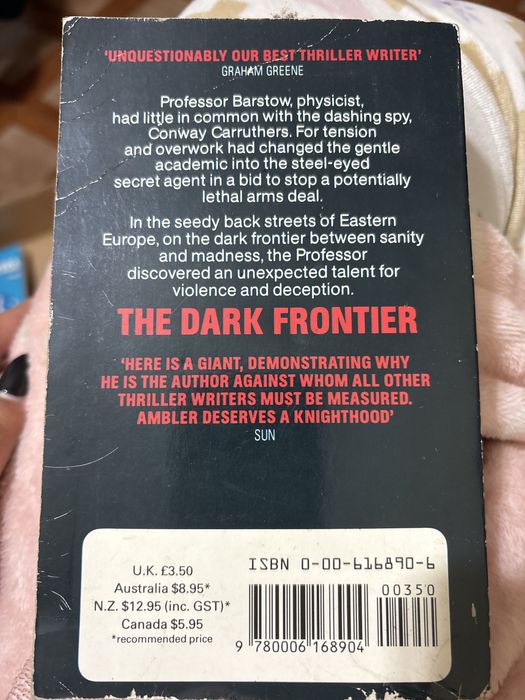 'UNQUESTIONABLY OUR BEST THRILLER WRITER'
GRAHAM GREENE
Professor Barstow, physicist,
had little in common with the dashing spy,
Conway Carruthers. For tension
and overwork had changed the gentle
academic into the steel-eyed
secret agent in a bid to stop a potentially
lethal arms deal.
In the seedy back streets of Eastern
Europe, on the dark frontier between sanity
and madness, the Professor
discovered an unexpected talent for
violence and deception.
THE DARK FRONTIER
'HERE IS A GIANT, DEMONSTRATING WHY
HE IS THE AUTHOR AGAINST WHOM ALL OTHER
THRILLER WRITERS MUST BE MEASURED.
AMBLER DESERVES A KNIGHTHOOD'
SUN
U.K. £3.50
Australia $8.95*
N.Z. $12.95 (inc. GST)*
Canada $5.95
*recommended price
ISBN 0-00-616890-6
00350
9 780006 168904